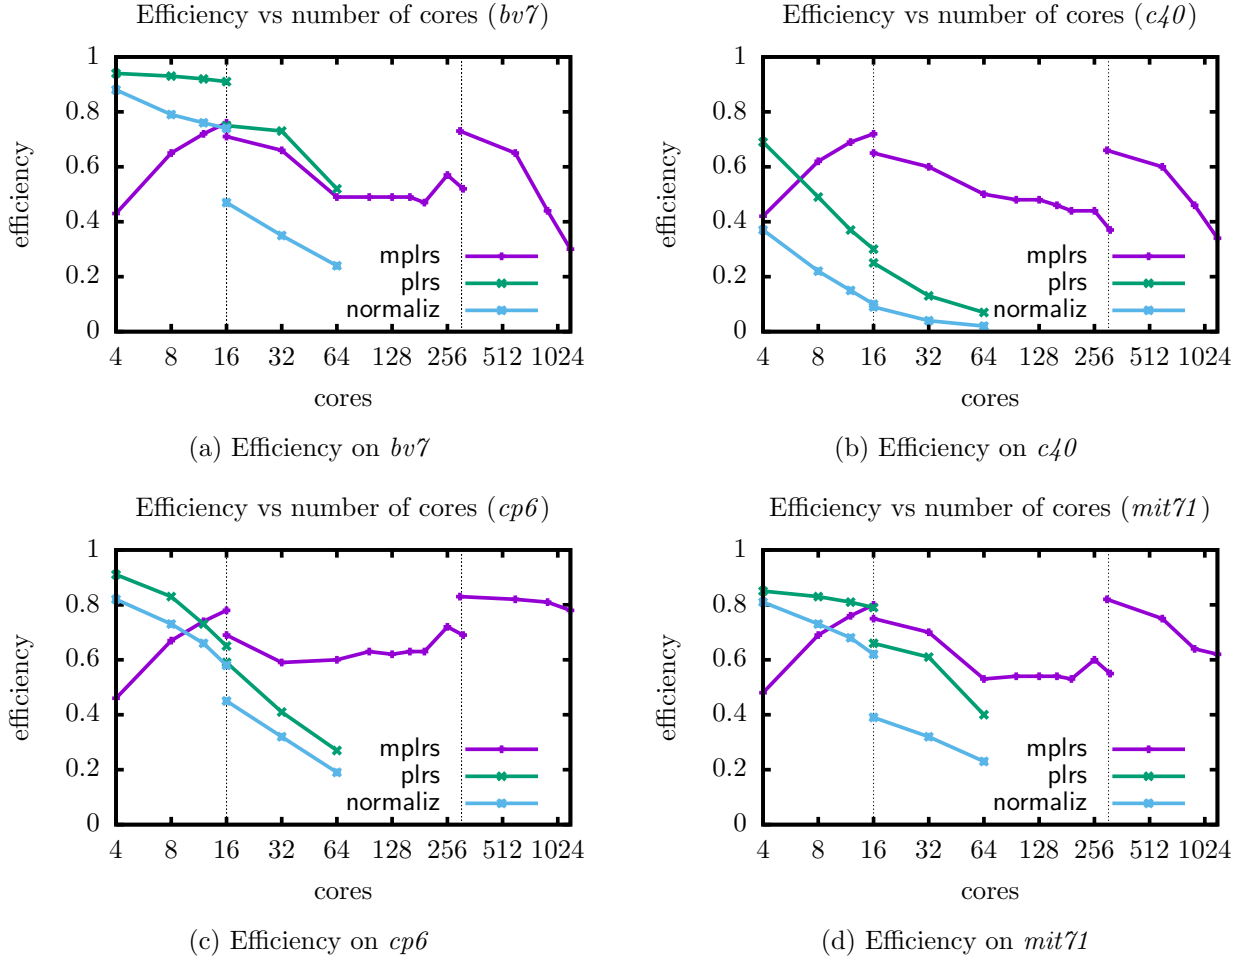 Efficiency vs number of cores (bv7)
1
0.8
0.6
0.4
0.2
0
efficiency
mplrs
plrs
normaliz
4 8 16 32 64 128 256 512 1024
cores
(a) Efficiency on bv7
Efficiency vs number of cores (c40)
1
0.8
0.6
0.4
0.2
0
efficiency
mplrs
plrs
normaliz
4 8 16 32 64 128 256 512 1024
cores
(b) Efficiency on c40
Efficiency vs number of cores (cp6)
1
0.8
0.6
0.4
0.2
0
efficiency
mplrs
plrs
normaliz
4 8 16 32 64 128 256 512 1024
cores
(c) Efficiency on cp6
Efficiency vs number of cores (mit71)
1
0.8
0.6
0.4
0.2
0
efficiency
mplrs
plrs
normaliz
4 8 16 32 64 128 256 512 1024
cores
(d) Efficiency on mit71